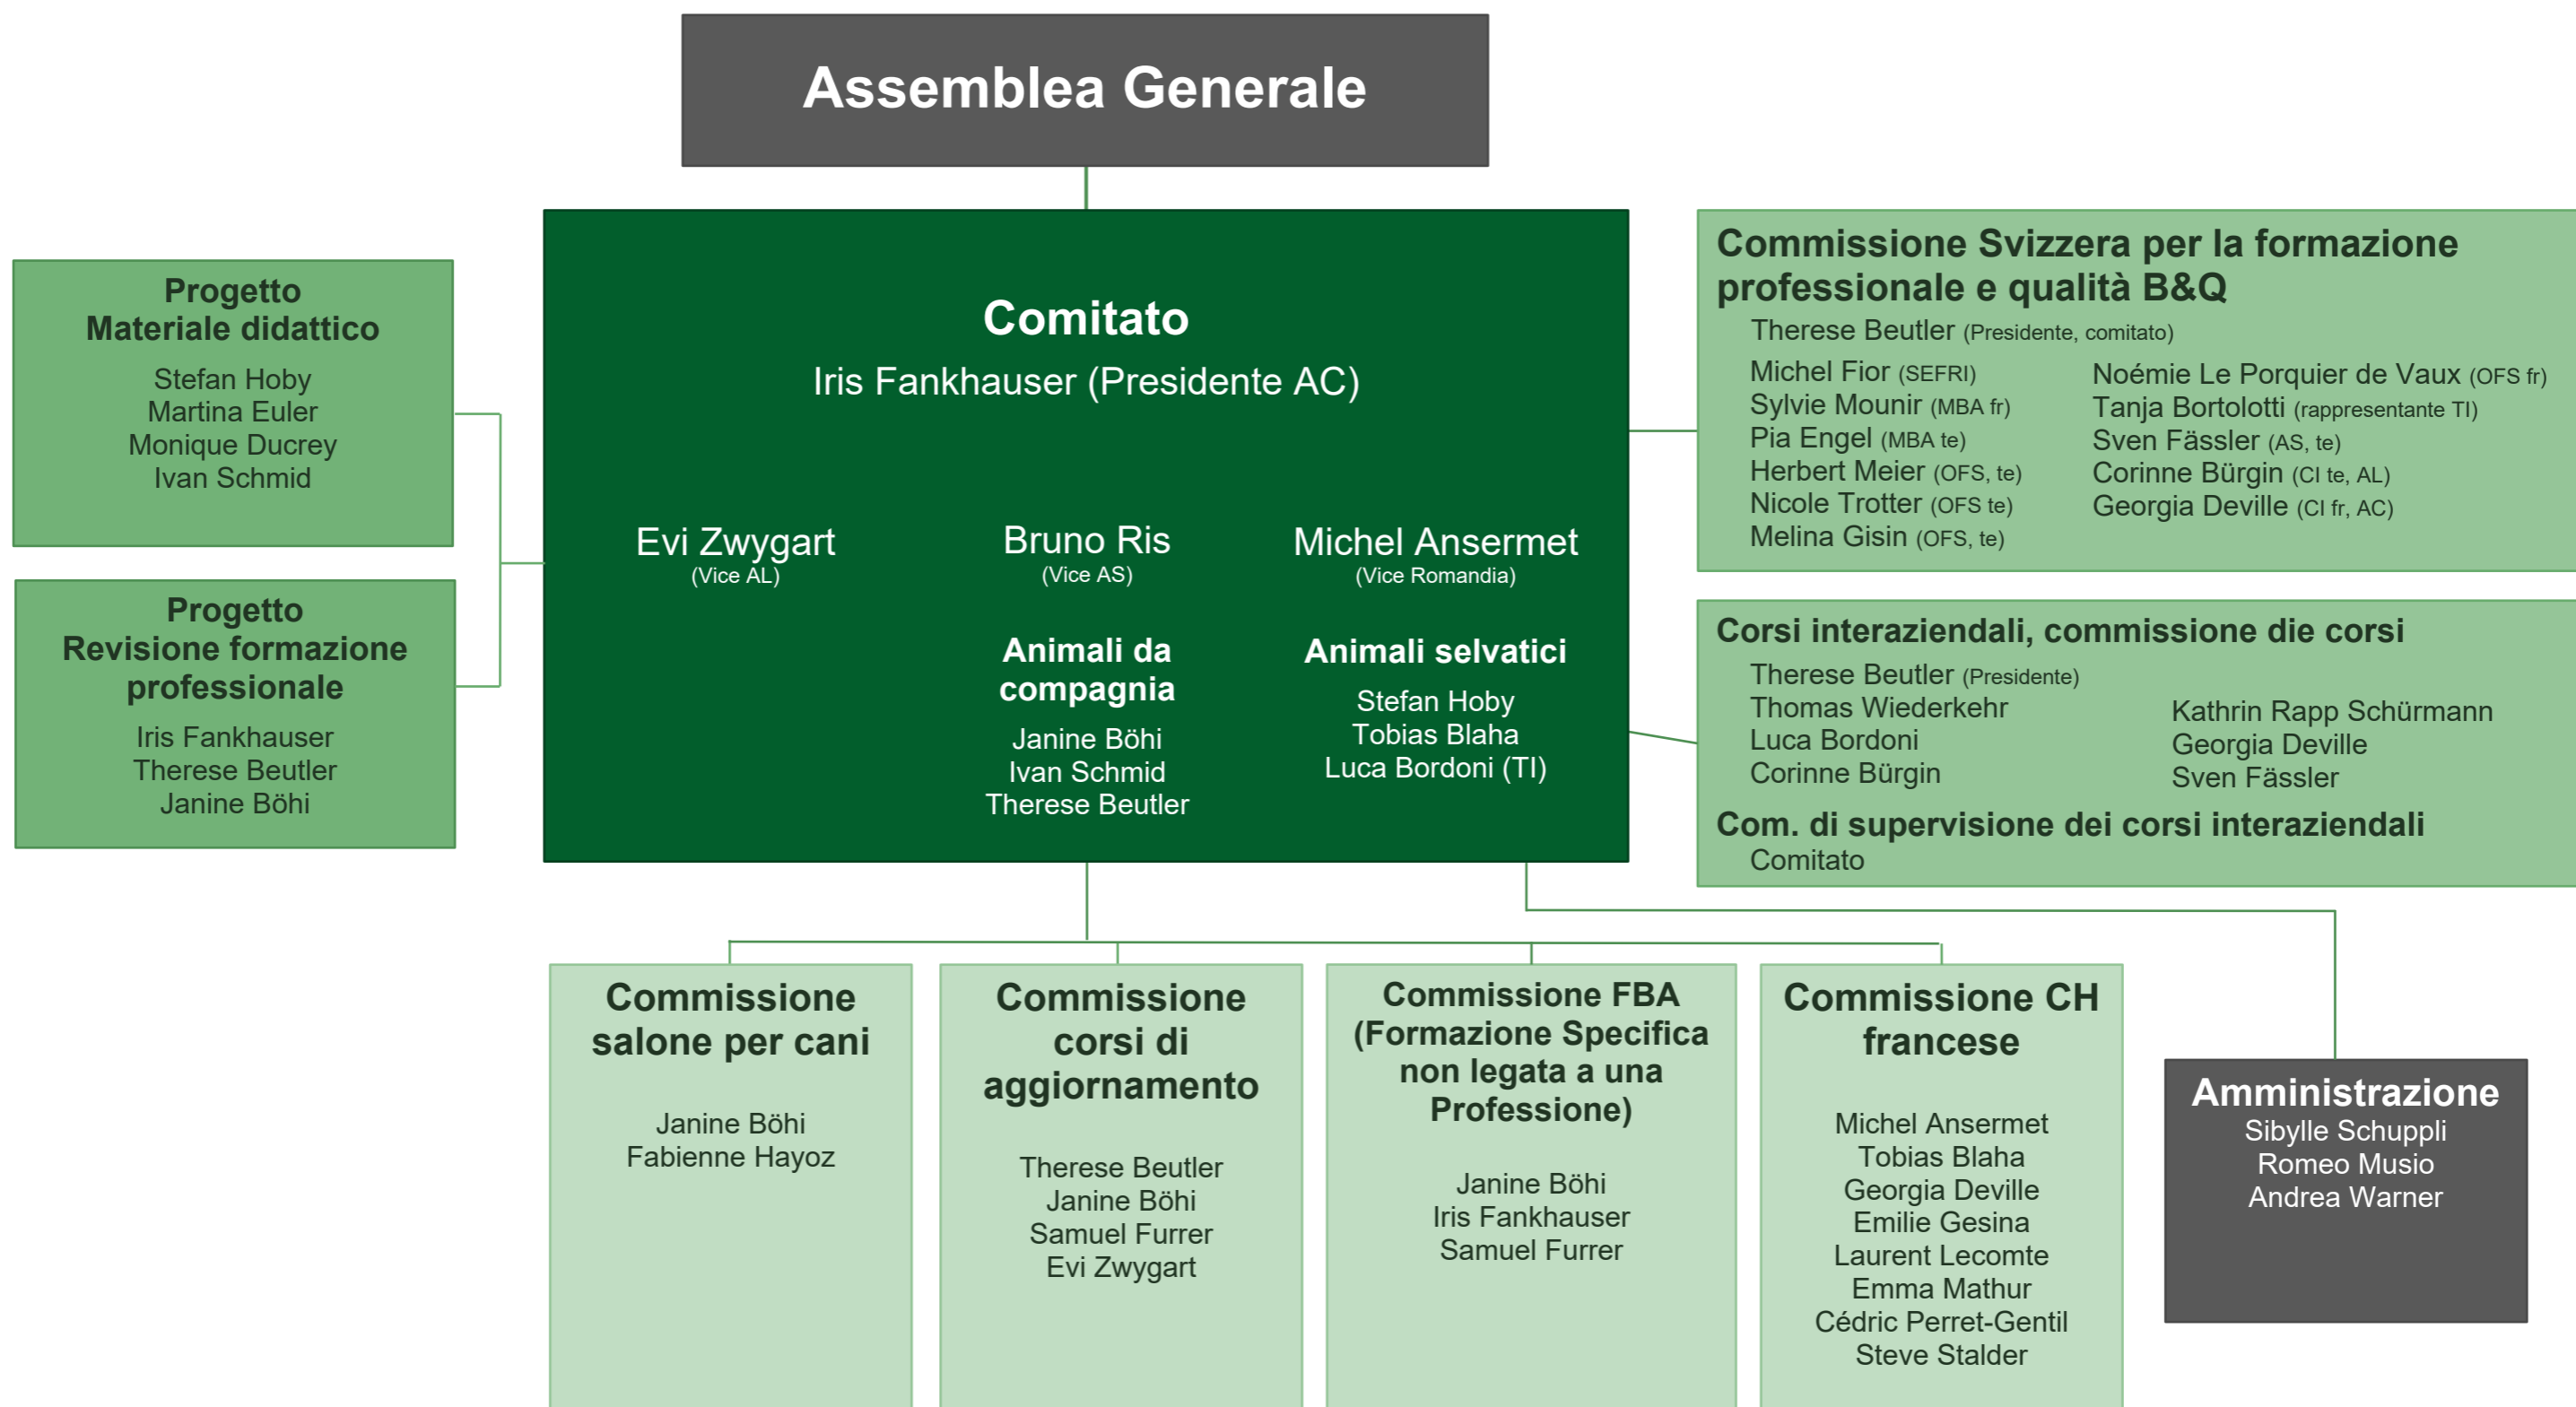 Assemblea Generale
Progetto
Materiale didattico
Stefan Hoby
Martina Euler
Monique Ducrey
Ivan Schmid
Progetto
Revisione formazione
professionale
Iris Fankhauser
Therese Beutler
Janine Böhi
Comitato
Iris Fankhauser (Presidente AC)
Evi Zwygart
(Vice AL)
Bruno Ris
(Vice AS)
Michel Ansermet
(Vice Romandia)
Animali da
compagnia
Janine Böhi
Ivan Schmid
Therese Beutler
Animali selvatici
Stefan Hoby
Tobias Blaha
Luca Bordoni (TI)
Commissione Svizzera per la formazione
professionale e qualità B&Q
Therese Beutler (Presidente, comitato)
Michel Fior (SEFRI)
Sylvie Mounir (MBA fr)
Pia Engel (MBA te)
Herbert Meier (OFS, te)
Nicole Trotter (OFS te)
Melina Gisin (OFS, te)
Noémie Le Porquier de Vaux (OFS fr)
Tanja Bortolotti (rappresentante TI)
Sven Fässler (AS, te)
Corinne Bürgin (CI te, AL)
Georgia Deville (CI fr, AC)
Corsi interaziendali, commissione die corsi
Therese Beutler (Presidente)
Thomas Wiederkehr
Luca Bordoni
Corinne Bürgin
Kathrin Rapp Schürmann
Georgia Deville
Sven Fässler
Com. di supervisione dei corsi interaziendali
Comitato
Commissione
salone per cani
Janine Böhi
Fabienne Hayoz
Commissione
corsi di
aggiornamento
Therese Beutler
Janine Böhi
Samuel Furrer
Evi Zwygart
Commissione FBA
(Formazione Specifica
non legata a una
Professione)
Janine Böhi
Iris Fankhauser
Samuel Furrer
Commissione CH
francese
Michel Ansermet
Tobias Blaha
Georgia Deville
Emilie Gesina
Laurent Lecomte
Emma Mathur
Cédric Perret-Gentil
Steve Stalder
Amministrazione
Sibylle Schuppli
Romeo Musio
Andrea Warner